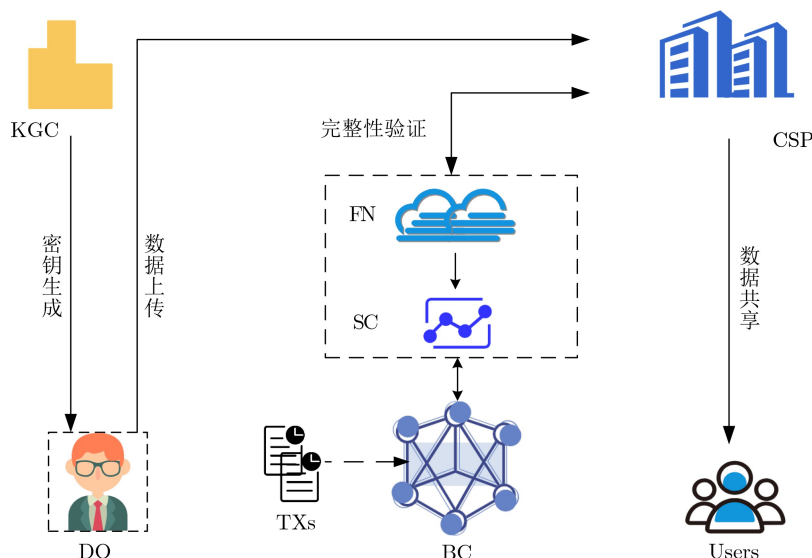 KGC
CSP
完整性验证
FN
密钥生成
数据上传
数据共享
SC
TXs
DO
BC
Users